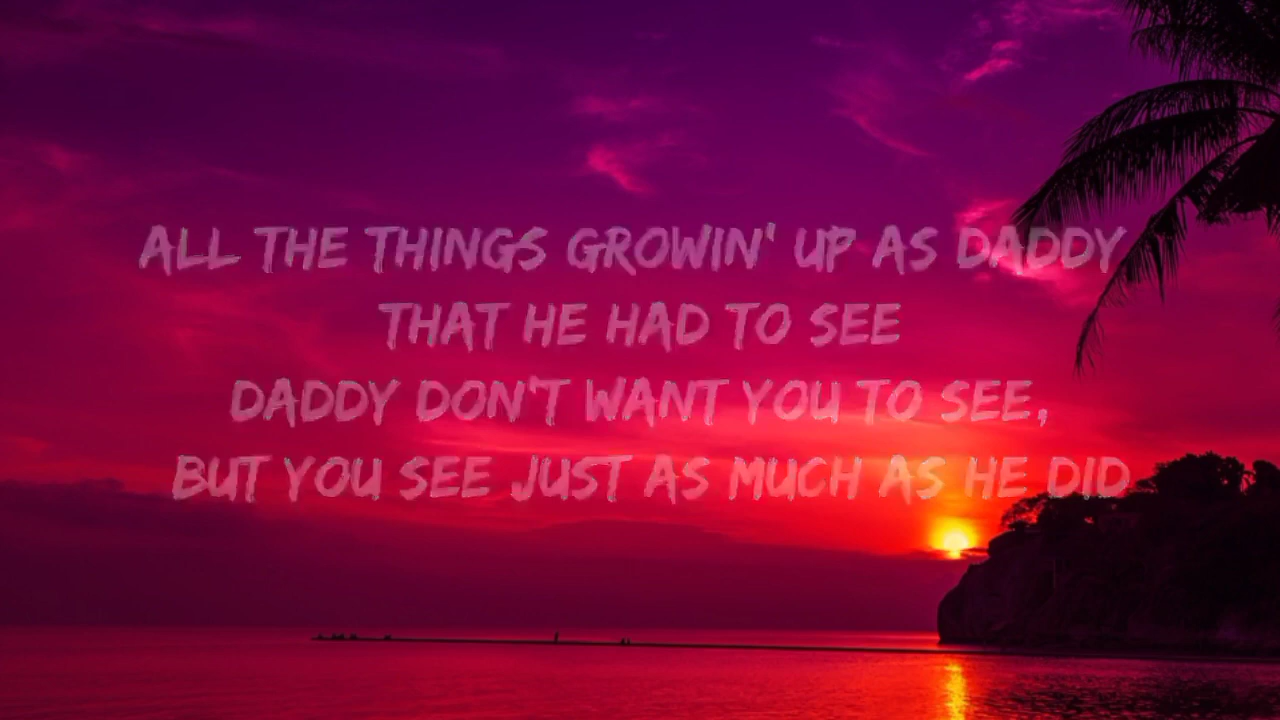 ALL THE THINGS GROWIN' UP AS DADDY
THAT HE HAD TO SEE
DADDY DON'T WANT YOU TO SEE,
BUT YOU SEE JUST AS MUCH AS HE DID